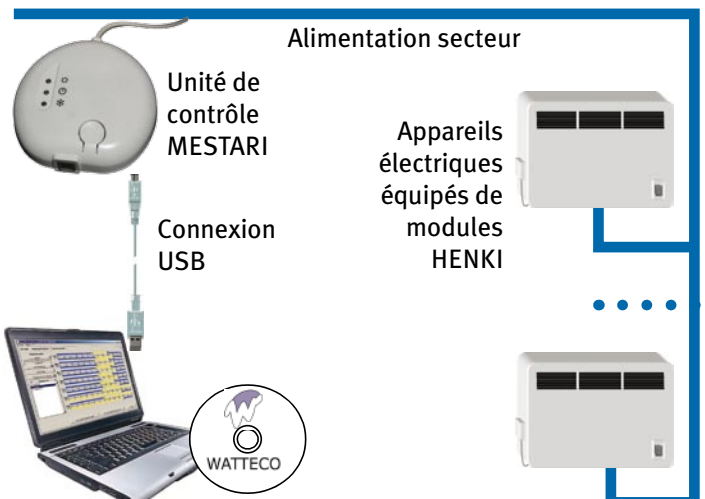 Alimentation secteur
Unité de
contrôle
MESTARI
Appareils
électriques
équipés de
modules
HENKI
Connexion
USB
WATTECO